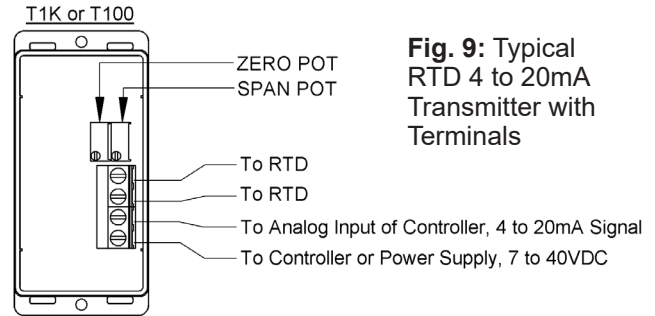 T1K or T100
ZERO POT
SPAN POT
To RTD
To RTD
To Analog Input of Controller, 4 to 20mA Signal
To Controller or Power Supply, 7 to 40VDC
Fig. 9: Typical
RTD 4 to 20mA
Transmitter with
Terminals